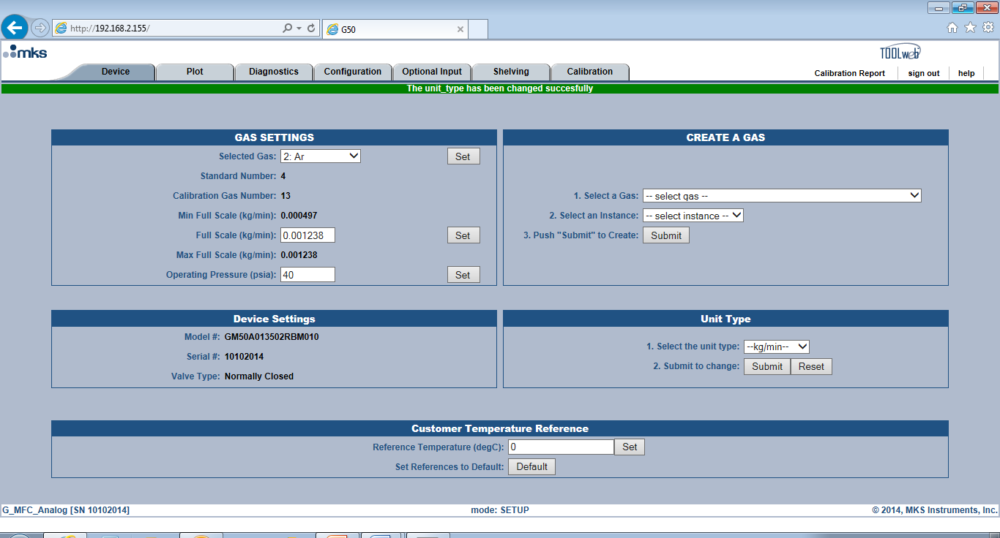 http://192.168.2.155/
G50
mks
TOOLweb
Device Plot Diagnostics Configuration Optional Input Shelving Calibration
Calibration Report sign out help
The unit_type has been changed succesfully
GAS SETTINGS
Selected Gas: 2: Ar Set
Standard Number: 4
Calibration Gas Number: 13
Min Full Scale (kg/min): 0.000497
Full Scale (kg/min): 0.001238 Set
Max Full Scale (kg/min): 0.001238
Operating Pressure (psia): 40 Set
CREATE A GAS
1. Select a Gas: -- select gas --
2. Select an Instance: -- select instance --
3. Push "Submit" to Create: Submit
Device Settings
Model #: GM50A013502RBM010
Serial #: 10102014
Valve Type: Normally Closed
Unit Type
1. Select the unit type: --kg/min--
2. Submit to change: Submit Reset
Customer Temperature Reference
Reference Temperature (degC): 0 Set
Set References to Default: Default
G_MFC_Analog [SN 10102014] mode: SETUP © 2014, MKS Instruments, Inc.